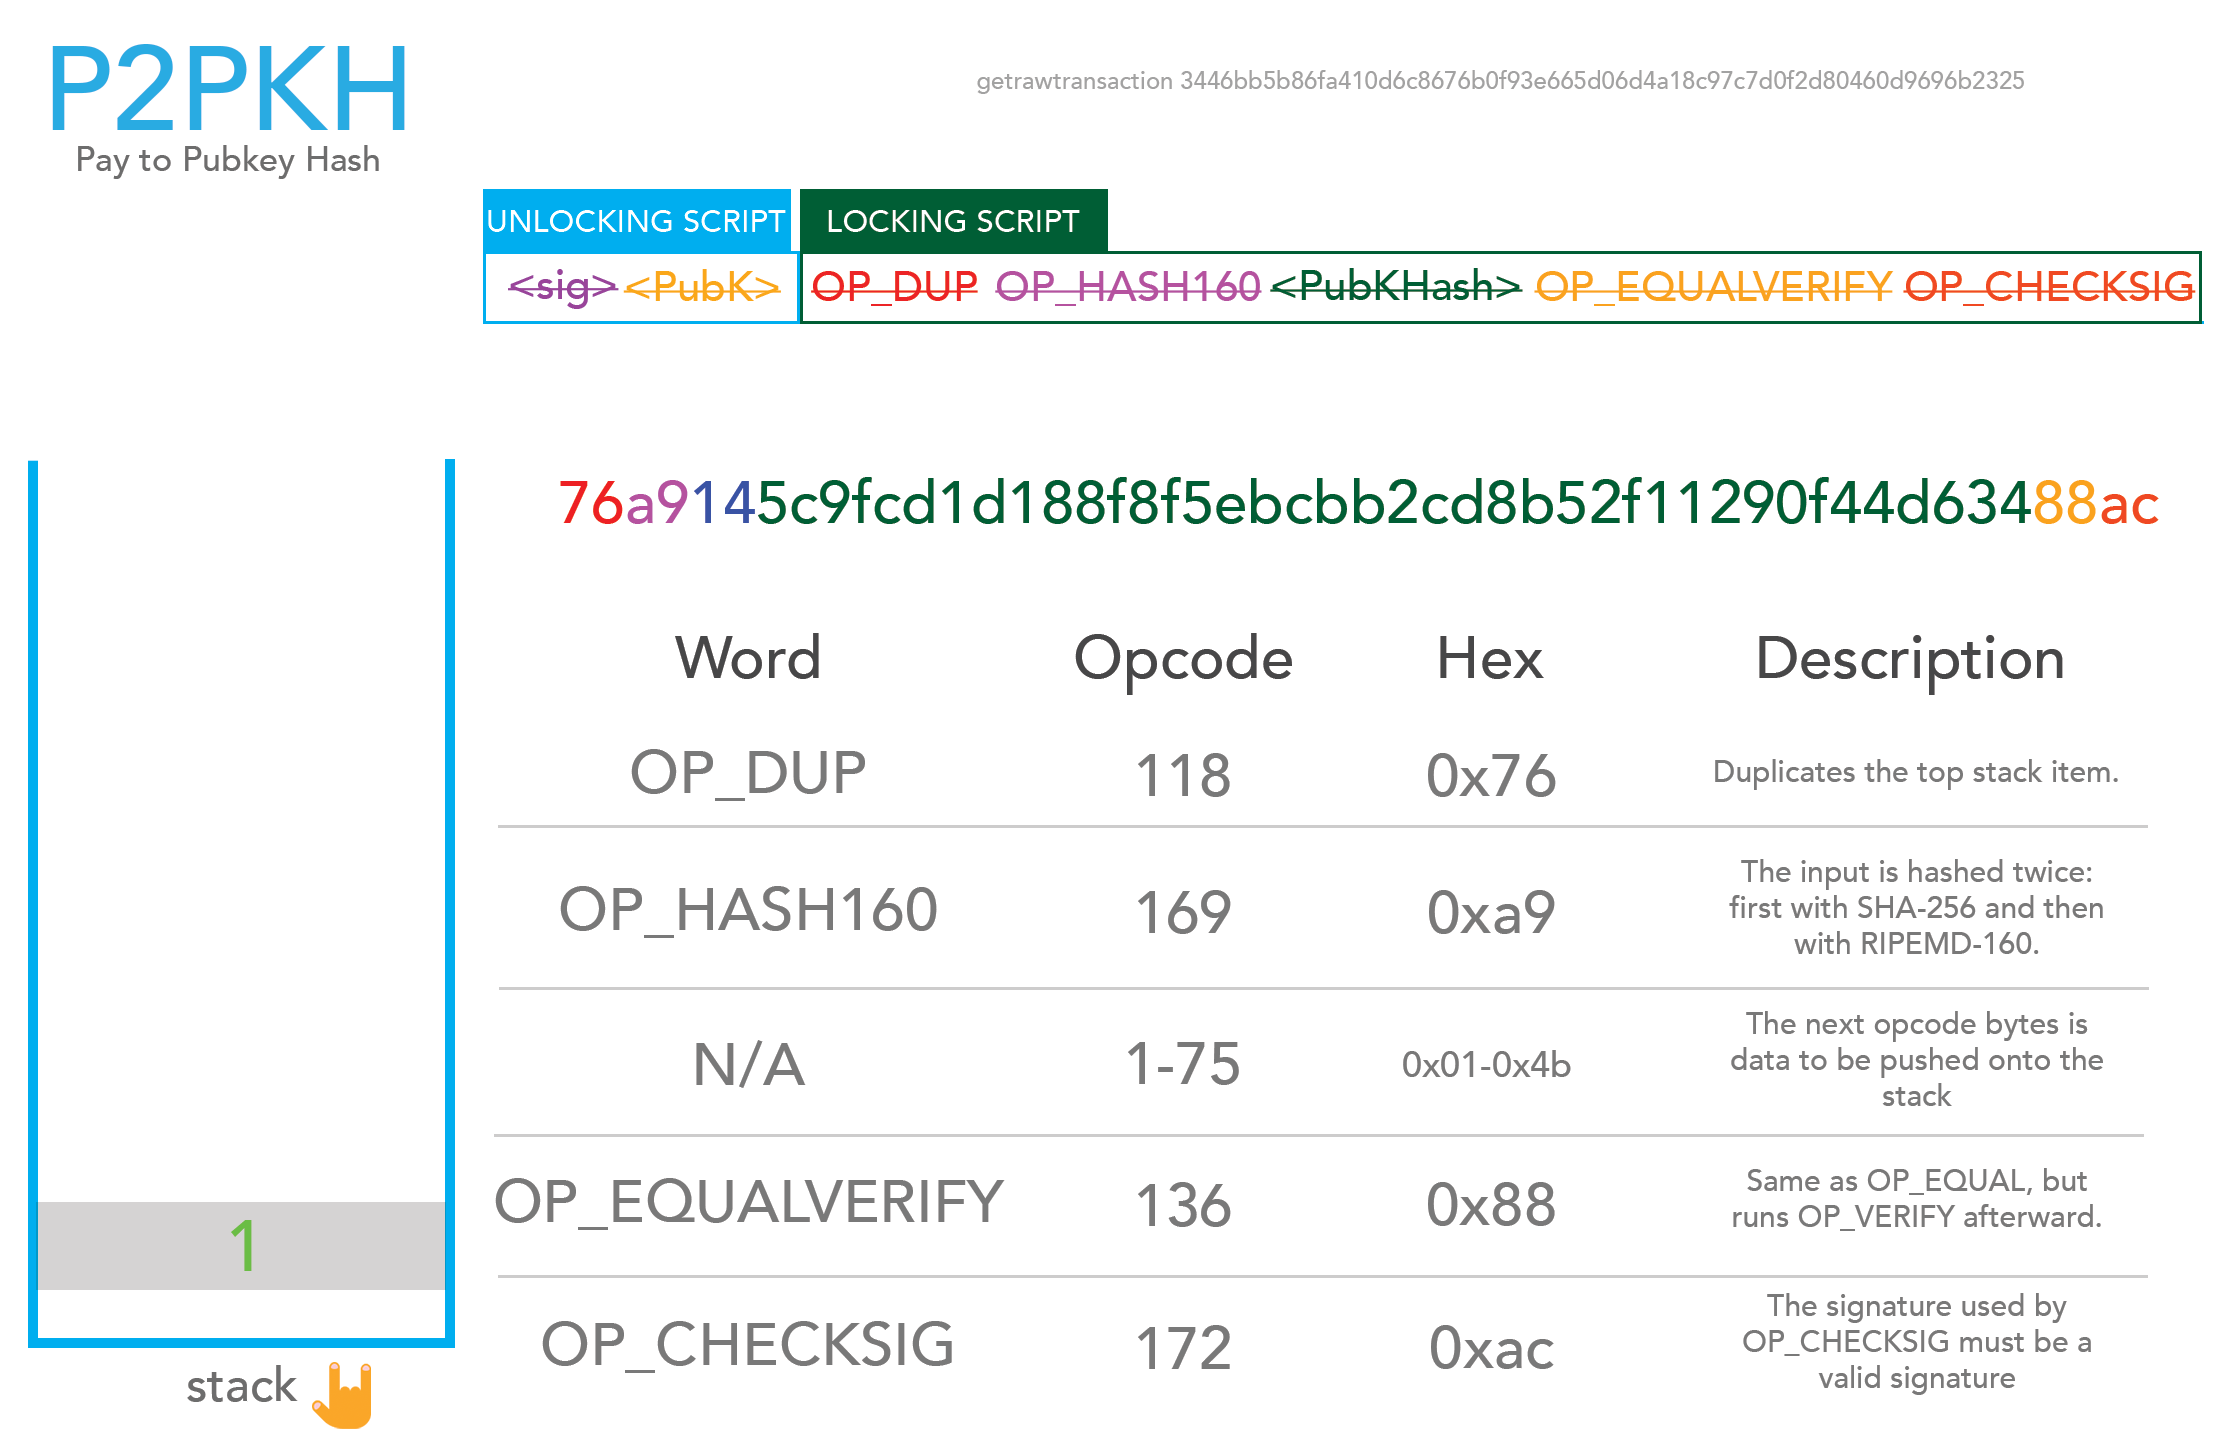 P2PKH
Pay to Pubkey Hash
getrawtransaction 3446bb5b86fa410d6c8676b0f93e665d06d4a18c97c7d0f2d80460d9696b2325
UNLOCKING SCRIPT LOCKING SCRIPT
<sig> <PubK> OP_DUP OP_HASH160 <PubKHash> OP_EQUALVERIFY OP_CHECKSIG
76a9145c9fcd1d188f8f5ebcbb2cd8b52f11290f44d63488ac
Word Opcode Hex Description
OP_DUP 118 0x76 Duplicates the top stack item.
OP_HASH160 169 0xa9 The input is hashed twice:
first with SHA-256 and then
with RIPEMD-160.
N/A 1-75 0x01-0x4b The next opcode bytes is
data to be pushed onto the
stack
OP_EQUALVERIFY 136 0x88 Same as OP_EQUAL, but
runs OP_VERIFY afterward.
OP_CHECKSIG 172 0xac The signature used by
OP_CHECKSIG must be a
valid signature
1
stack